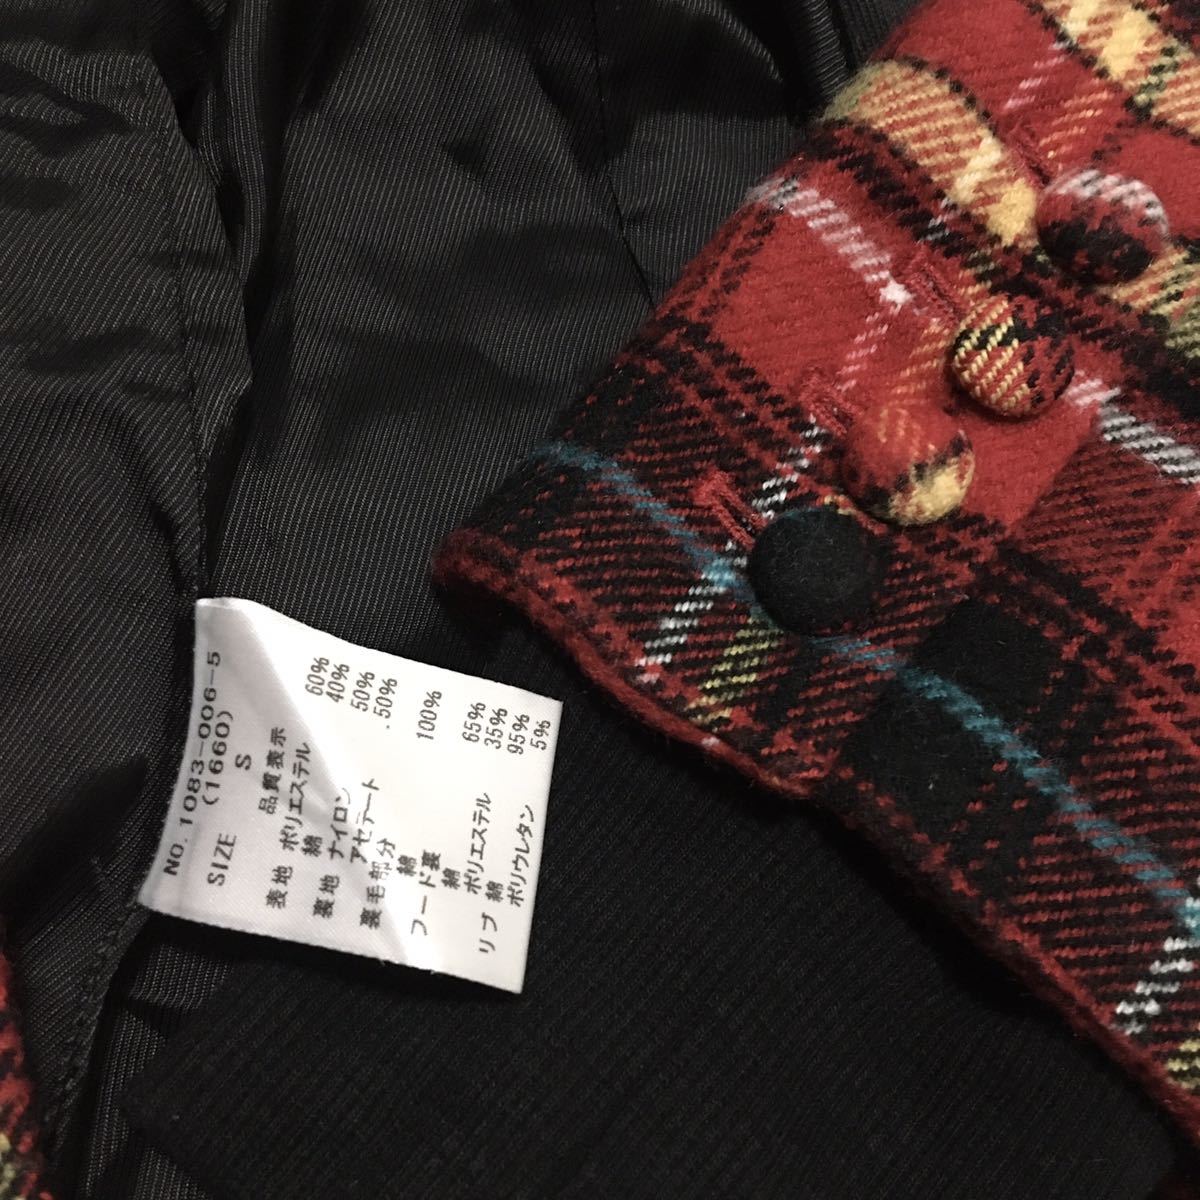 NO. 1083-006-5
(1660)
SIZE S
品質表示
表地 ポリエステル 60%
綿 40%
裏地 ナイロン 50%
アセテート .50%
裏毛部分
綿 100%
フード裏
綿 65%
ポリエステル 35%
リブ 綿 95%
ポリウレタン 5%